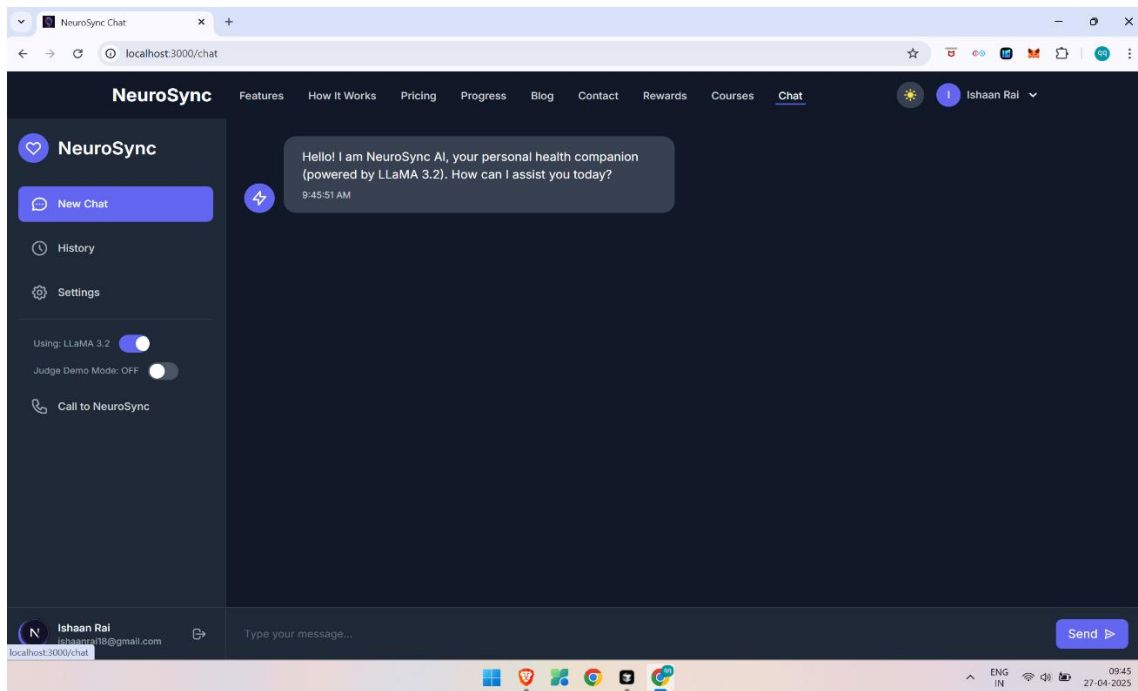 NeuroSync Chat
localhost:3000/chat
qq
NeuroSync Features How It Works Pricing Progress Blog Contact Rewards Courses Chat I Ishaan Rai
NeuroSync
New Chat
History
Settings
Using: LLaMA 3.2
Judge Demo Mode: OFF
Call to NeuroSync
Hello! I am NeuroSync AI, your personal health companion
(powered by LLaMA 3.2). How can I assist you today?
9:45:51 AM
N
Ishaan Rai
ishaanrai18@gmail.com
Type your message...
Send
localhost:3000/chat
ENG
IN
09:45
27-04-2025